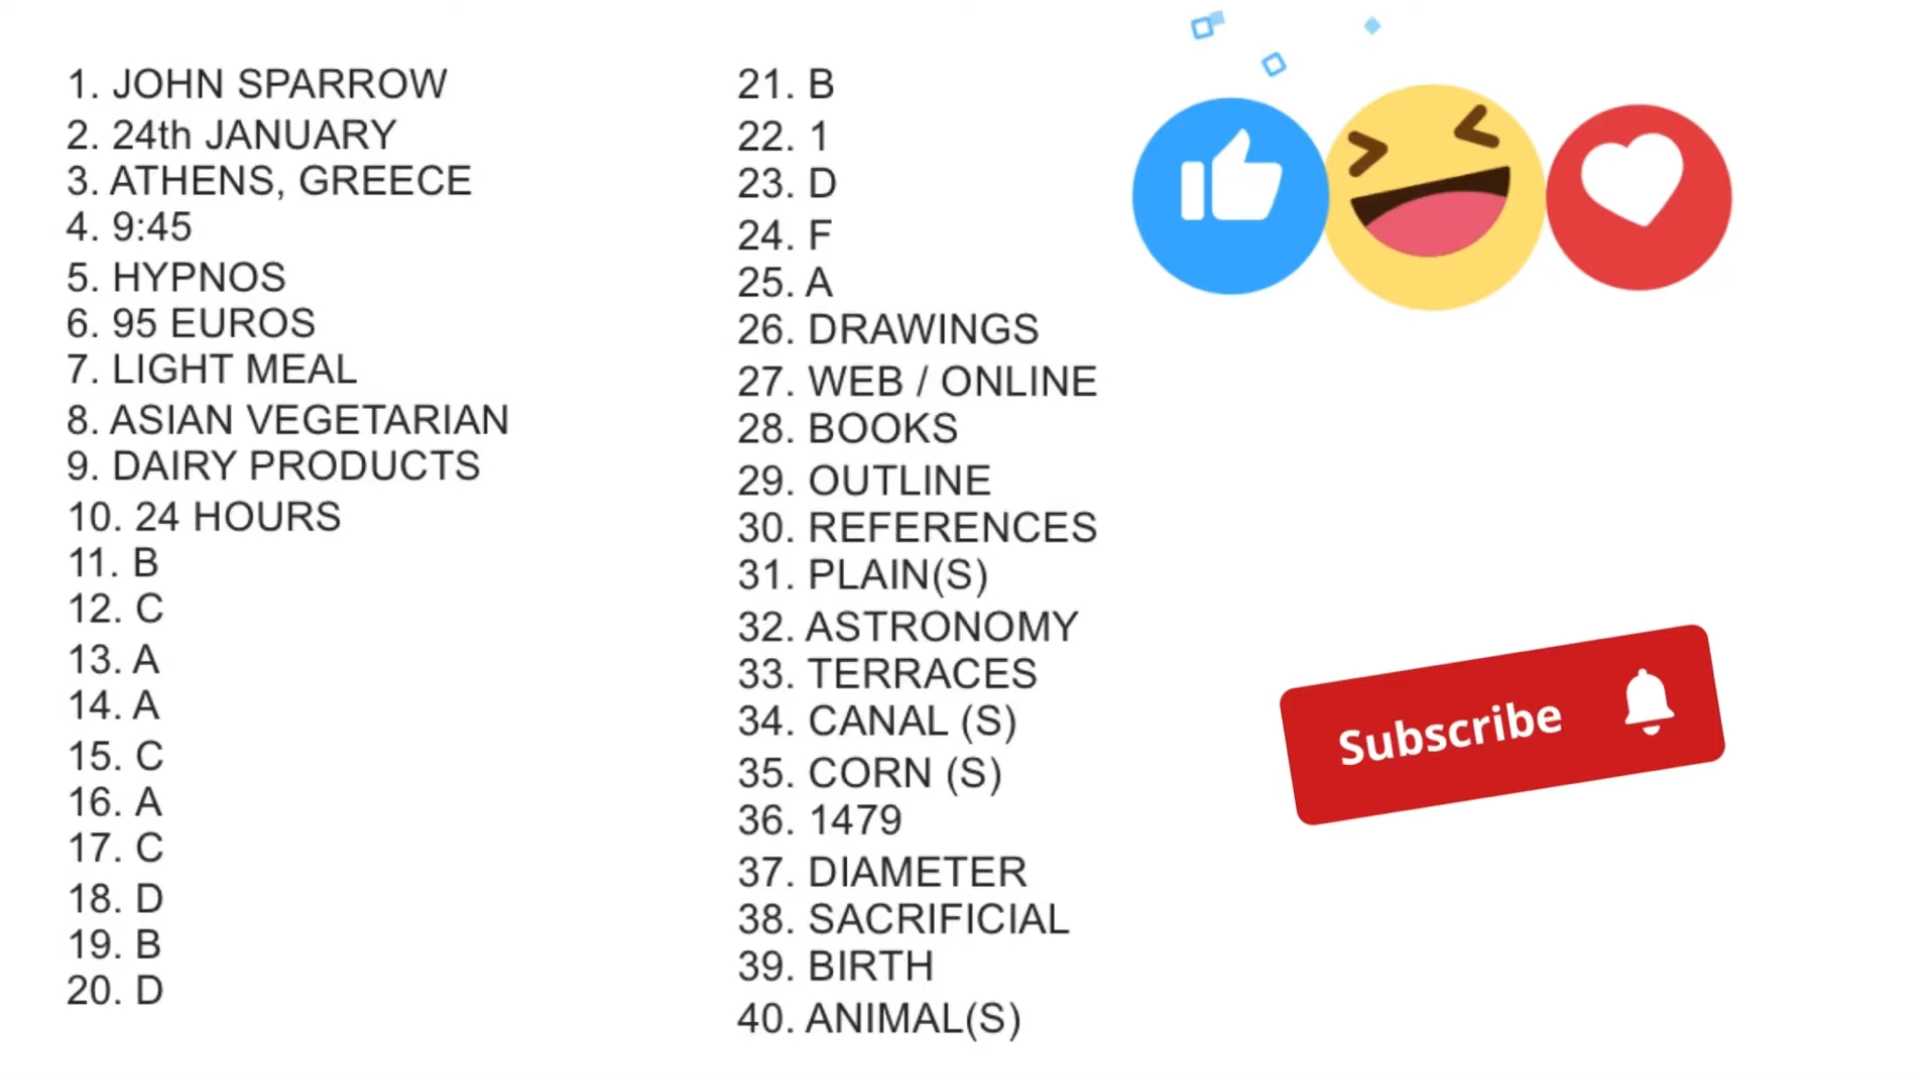 1. JOHN SPARROW
2. 24th JANUARY
3. ATHENS, GREECE
4. 9:45
5. HYPNOS
6. 95 EUROS
7. LIGHT MEAL
8. ASIAN VEGETARIAN
9. DAIRY PRODUCTS
10. 24 HOURS
11. B
12. C
13. A
14. A
15. C
16. A
17. C
18. D
19. B
20. D
21. B
22. 1
23. D
24. F
25. A
26. DRAWINGS
27. WEB / ONLINE
28. BOOKS
29. OUTLINE
30. REFERENCES
31. PLAIN(S)
32. ASTRONOMY
33. TERRACES
34. CANAL (S)
35. CORN (S)
36. 1479
37. DIAMETER
38. SACRIFICIAL
39. BIRTH
40. ANIMAL(S)
Subscribe